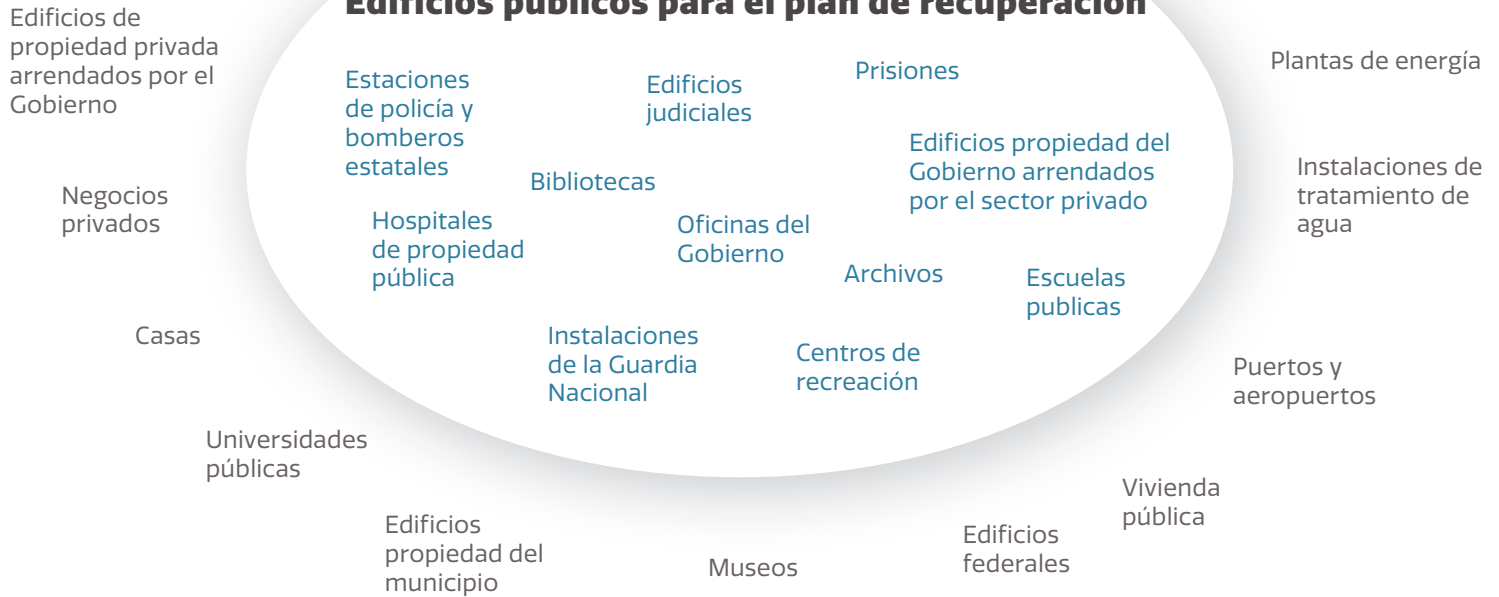 Edificios públicos para el plan de recuperación
Edificios de
propiedad privada
arrendados por el
Gobierno
Negocios
privados
Casas
Universidades
públicas
Edificios
propiedad del
municipio
Museos
Edificios
federales
Vivienda
pública
Puertos y
aeropuertos
Instalaciones de
tratamiento de
agua
Plantas de energía
Estaciones
de policía y
bomberos
estatales
Edificios
judiciales
Prisiones
Bibliotecas
Edificios propiedad del
Gobierno arrendados
por el sector privado
Hospitales
de propiedad
pública
Oficinas del
Gobierno
Archivos
Escuelas
publicas
Instalaciones
de la Guardia
Nacional
Centros de
recreación